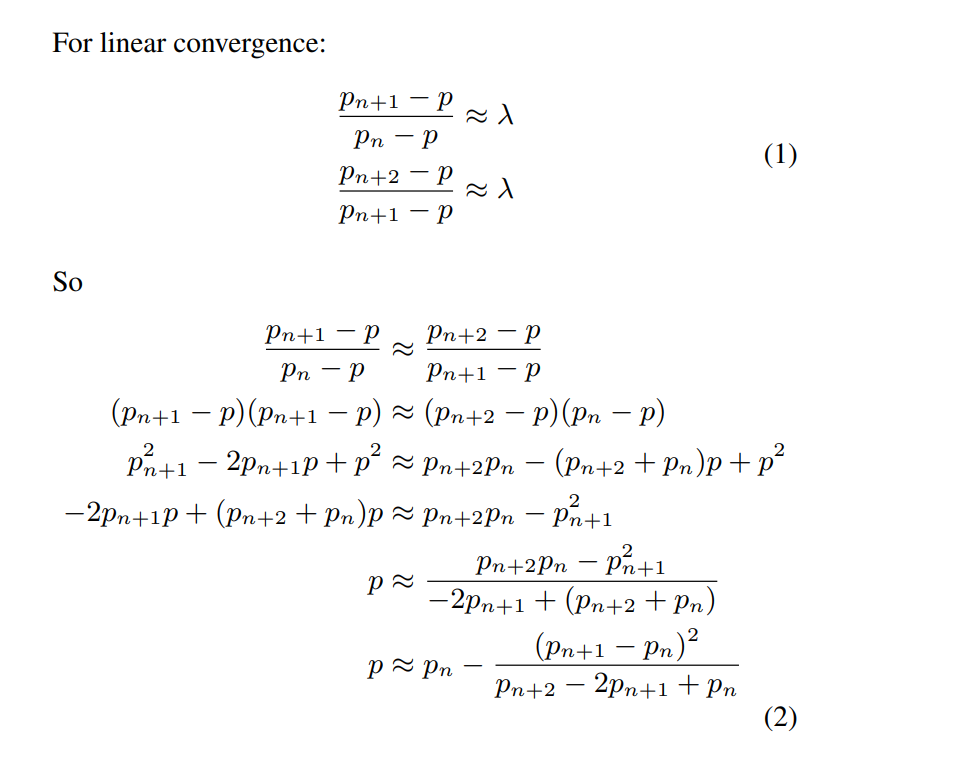 For linear convergence:
\frac{p_{n+1} - p}{p_n - p} \approx \lambda
(1)
\frac{p_{n+2} - p}{p_{n+1} - p} \approx \lambda
So
\frac{p_{n+1} - p}{p_n - p} \approx \frac{p_{n+2} - p}{p_{n+1} - p}
(p_{n+1} - p)(p_{n+1} - p) \approx (p_{n+2} - p)(p_n - p)
p_{n+1}^2 - 2p_{n+1}p + p^2 \approx p_{n+2}p_n - (p_{n+2} + p_n)p + p^2
-2p_{n+1}p + (p_{n+2} + p_n)p \approx p_{n+2}p_n - p_{n+1}^2
p \approx \frac{p_{n+2}p_n - p_{n+1}^2}{-2p_{n+1} + (p_{n+2} + p_n)}
p \approx p_n - \frac{(p_{n+1} - p_n)^2}{p_{n+2} - 2p_{n+1} + p_n}
(2)